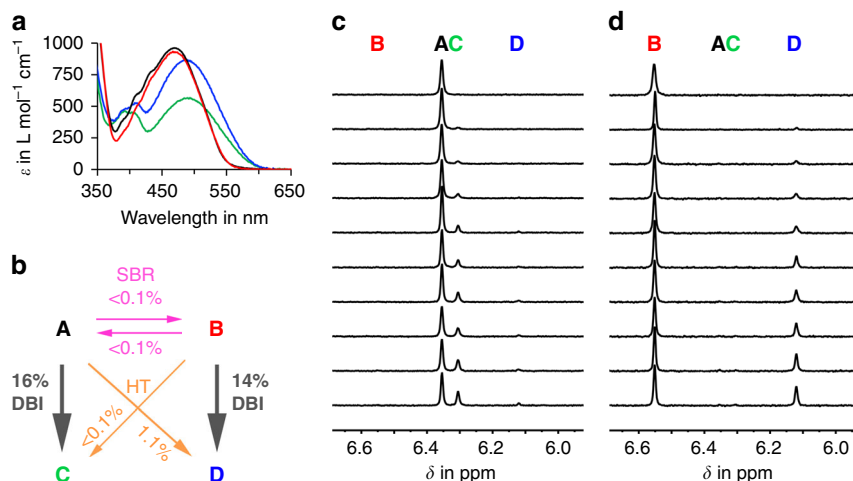 a
ε in L mol⁻¹ cm⁻¹
1000
750
500
250
0
350 450 550 650
Wavelength in nm
b
SBR
<0.1%
A B
<0.1%
16%
DBI
HT
14%
DBI
<0.1%
1.1%
C D
c
B A C D
6.6 6.4 6.2 6.0
δ in ppm
d
B A C D
6.6 6.4 6.2 6.0
δ in ppm